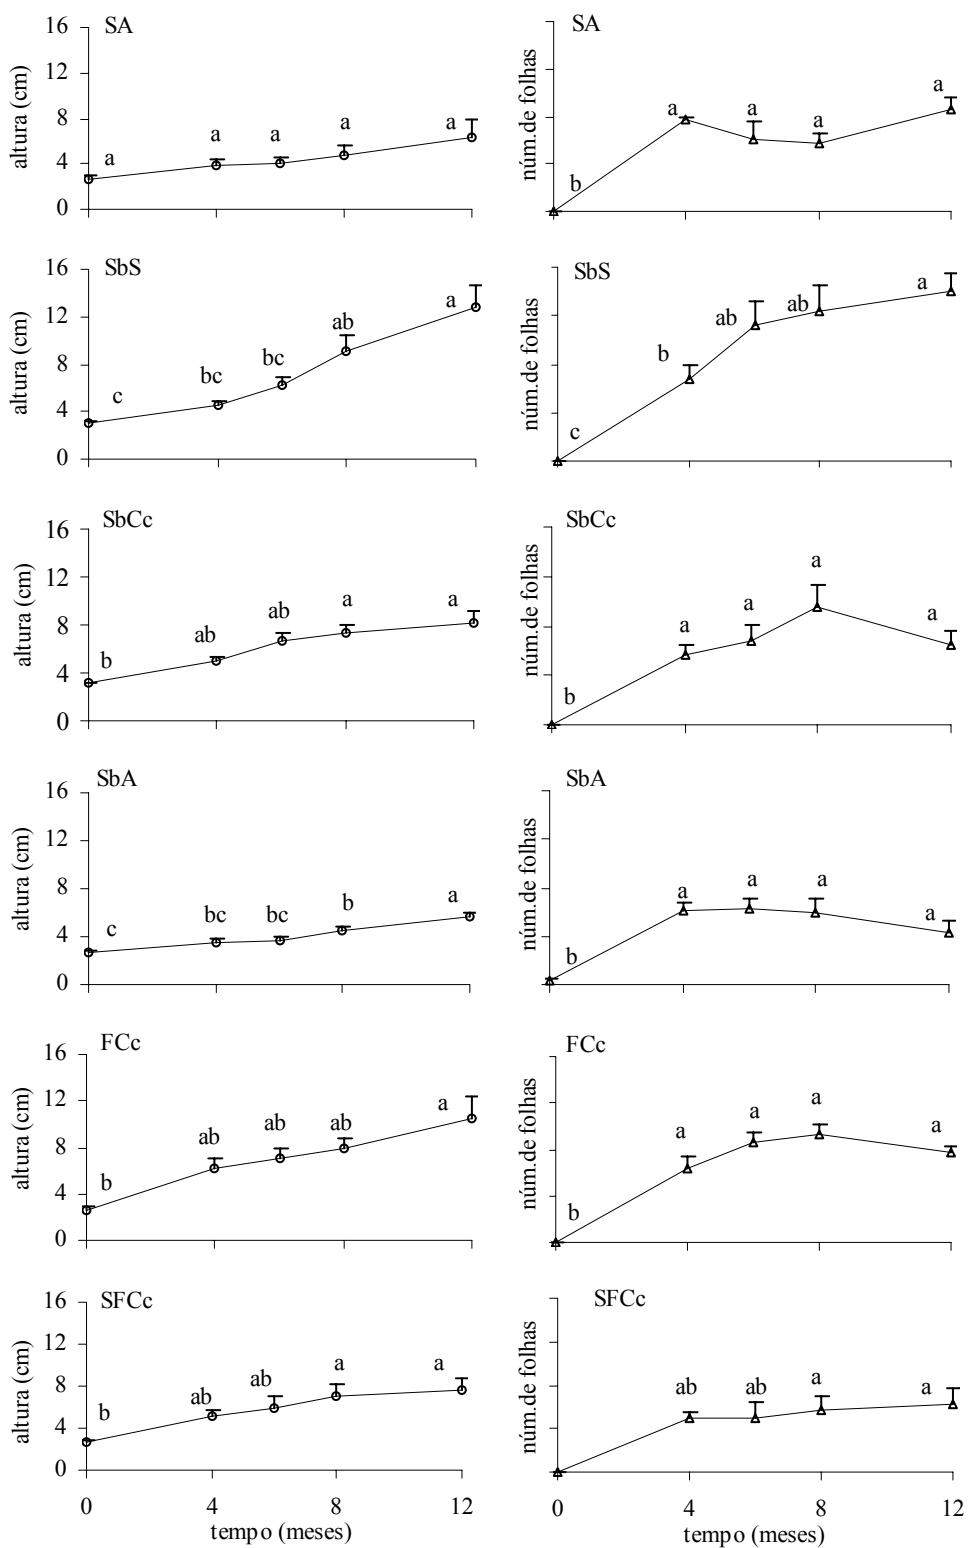 SA
altura (cm)
16
12
8
4
0
a
a
a
a
a
SA
núm.de folhas
b
a
a
a
a
SbS
altura (cm)
16
12
8
4
0
c
bc
bc
ab
a
SbS
núm.de folhas
c
b
ab
ab
a
SbCc
altura (cm)
16
12
8
4
0
b
ab
ab
a
a
SbCc
núm.de folhas
b
a
a
a
a
SbA
altura (cm)
16
12
8
4
0
c
bc
bc
b
a
SbA
núm.de folhas
b
a
a
a
a
FCc
altura (cm)
16
12
8
4
0
b
ab
ab
ab
a
FCc
núm.de folhas
b
a
a
a
a
SFCc
altura (cm)
16
12
8
4
0
b
ab
ab
a
a
0 4 8 12
tempo (meses)
SFCc
núm.de folhas
ab
ab
a
a
0 4 8 12
tempo (meses)